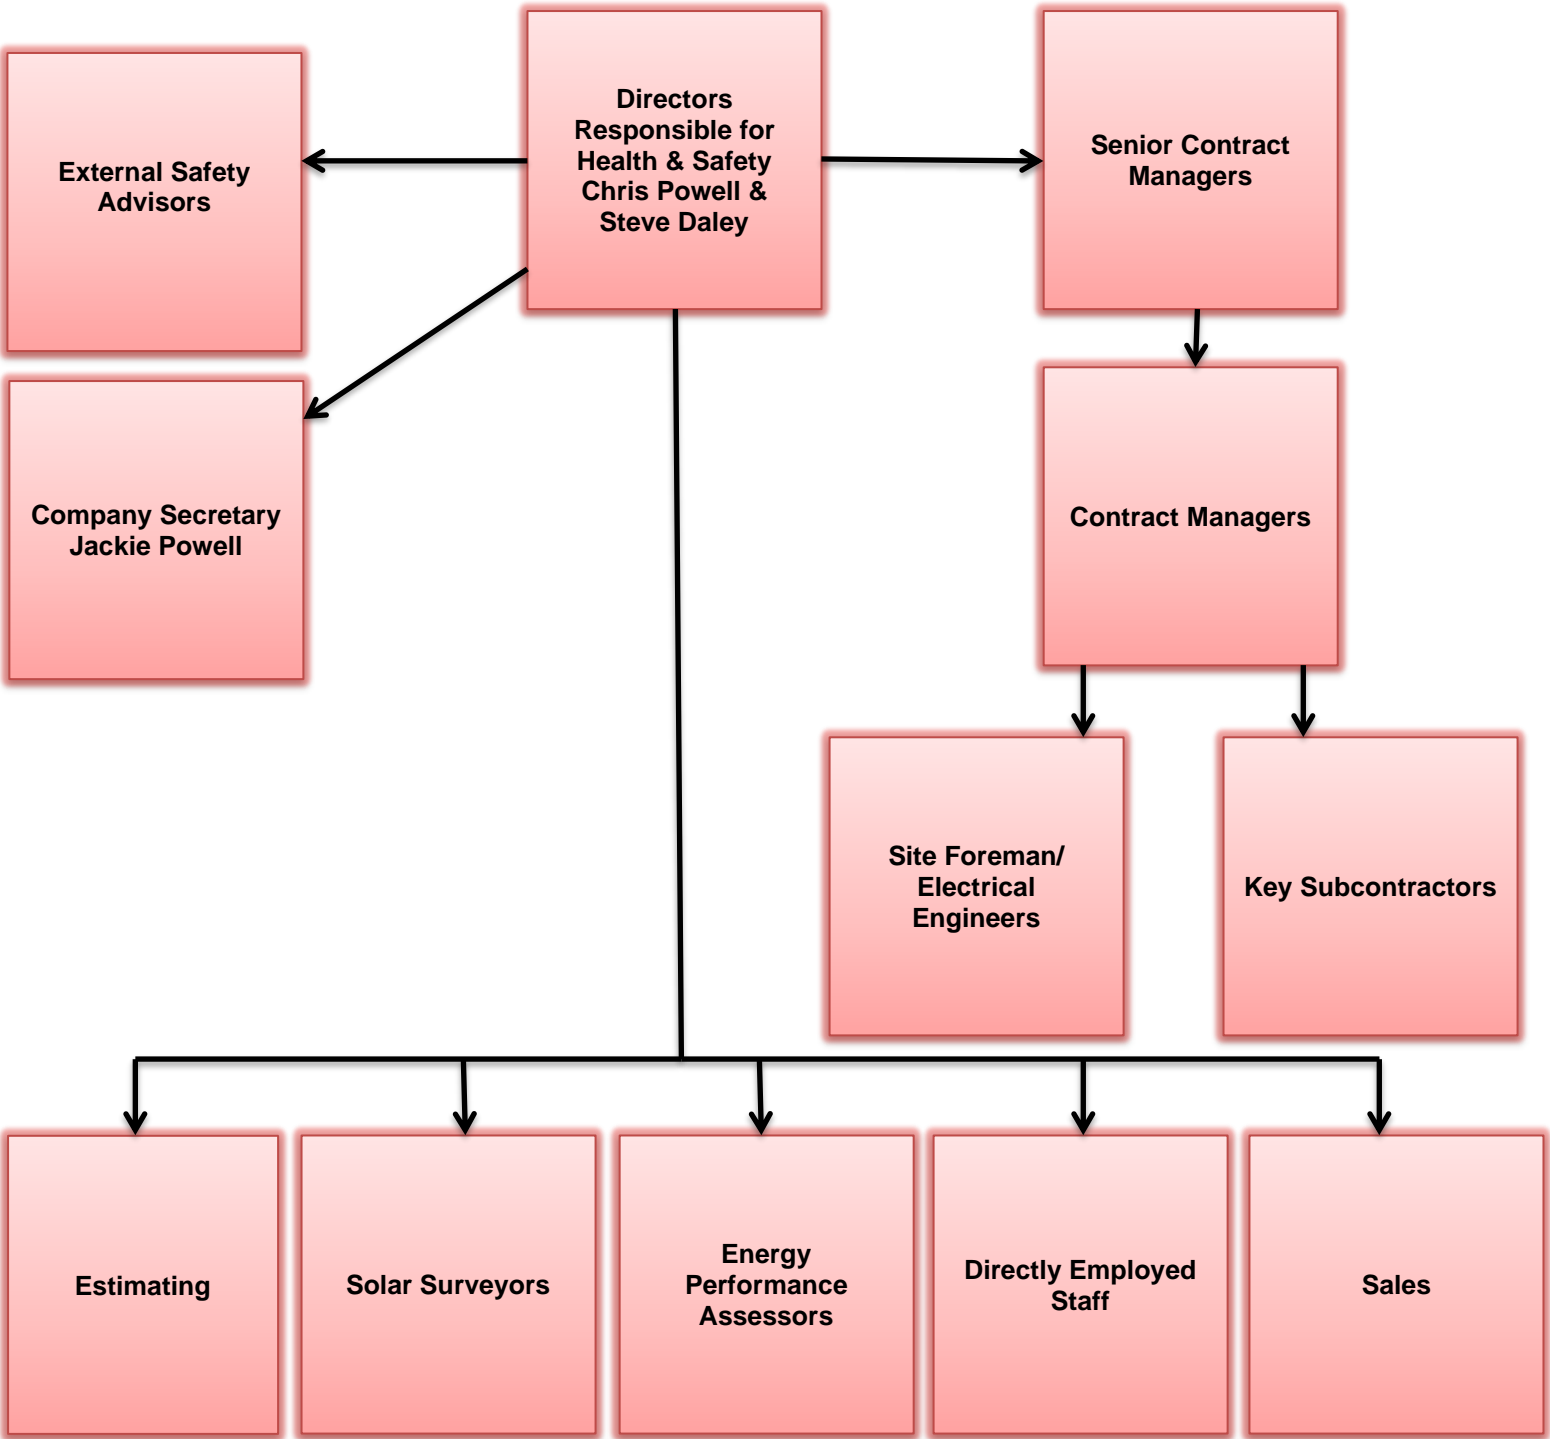 External Safety
Advisors
Directors
Responsible for
Health & Safety
Chris Powell &
Steve Daley
Senior Contract
Managers
Company Secretary
Jackie Powell
Contract Managers
Site Foreman/
Electrical
Engineers
Key Subcontractors
Estimating
Solar Surveyors
Energy
Performance
Assessors
Directly Employed
Staff
Sales